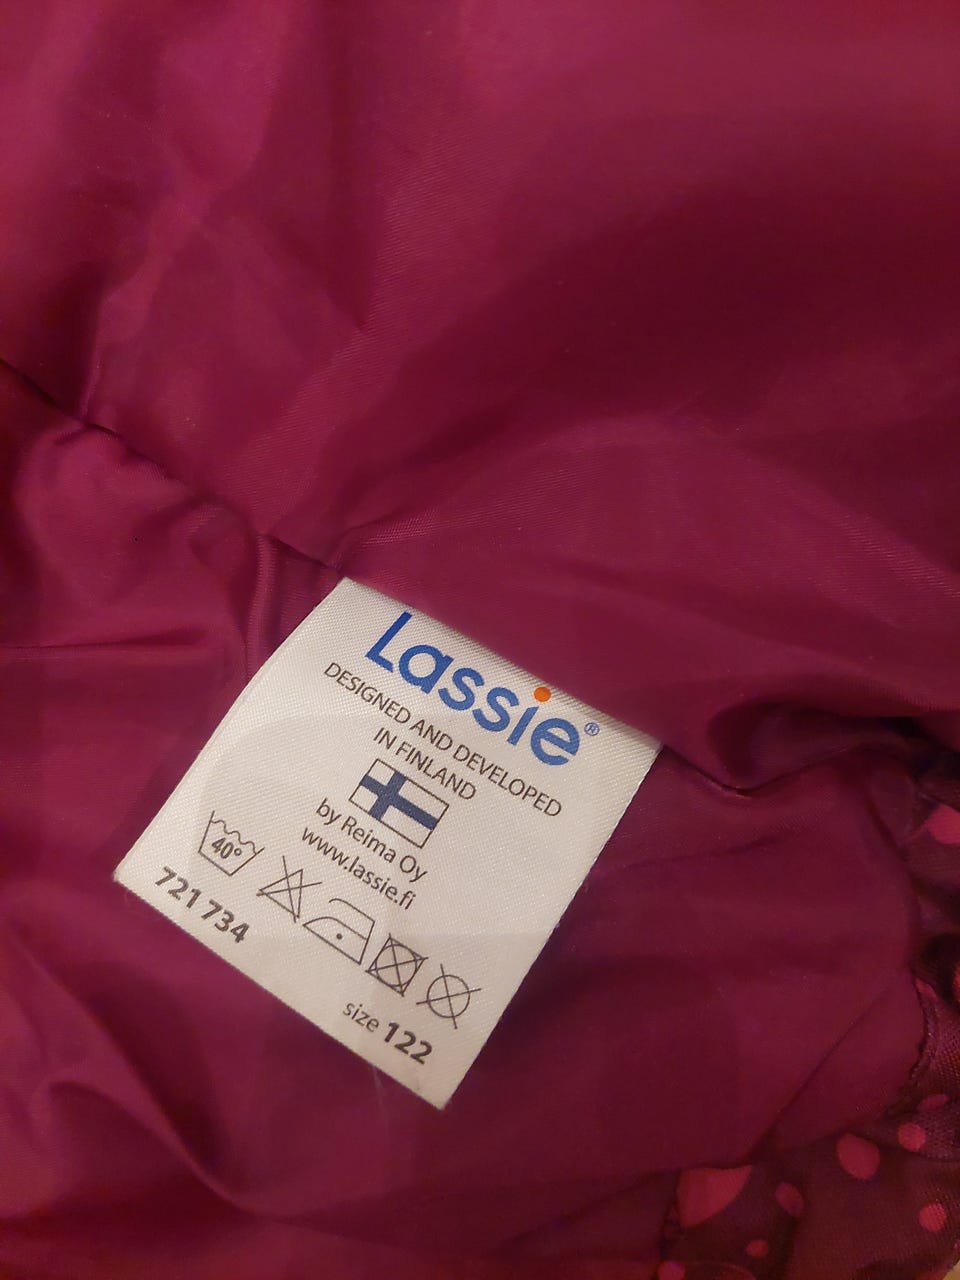 Lassie®
DESIGNED AND DEVELOPED
IN FINLAND
by Reima Oy
www.lassie.fi
40°
721 734
size 122